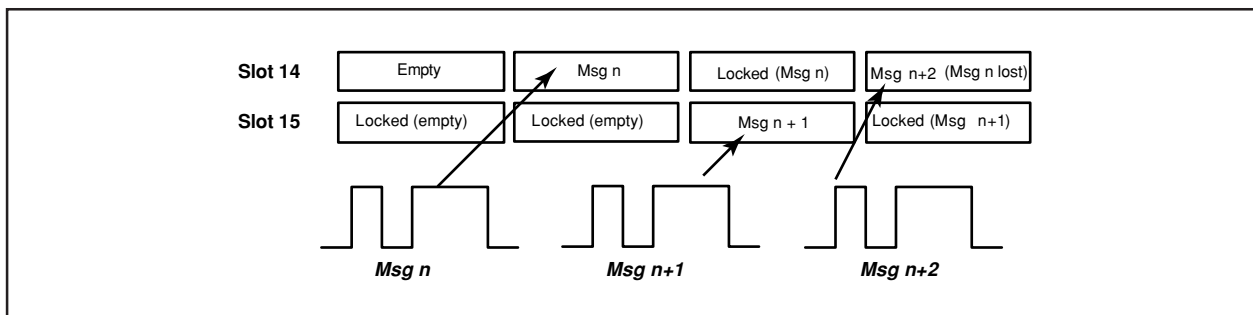 Slot 14 Empty Msg n Locked (Msg n) Msg n+2 (Msg n lost)
Slot 15 Locked (empty) Locked (empty) Msg n + 1 Locked (Msg n+1)
Msg n Msg n+1 Msg n+2